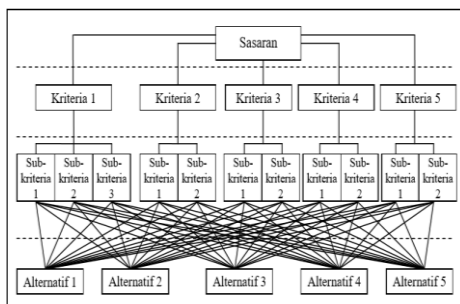 Sasaran
Kriteria 1
Kriteria 2
Kriteria 3
Kriteria 4
Kriteria 5
Sub-
kriteria
1
Sub-
kriteria
2
Sub-
kriteria
3
Sub-
kriteria
1
Sub-
kriteria
2
Sub-
kriteria
1
Sub-
kriteria
2
Sub-
kriteria
1
Sub-
kriteria
2
Sub-
kriteria
1
Sub-
kriteria
2
Alternatif 1
Alternatif 2
Alternatif 3
Alternatif 4
Alternatif 5